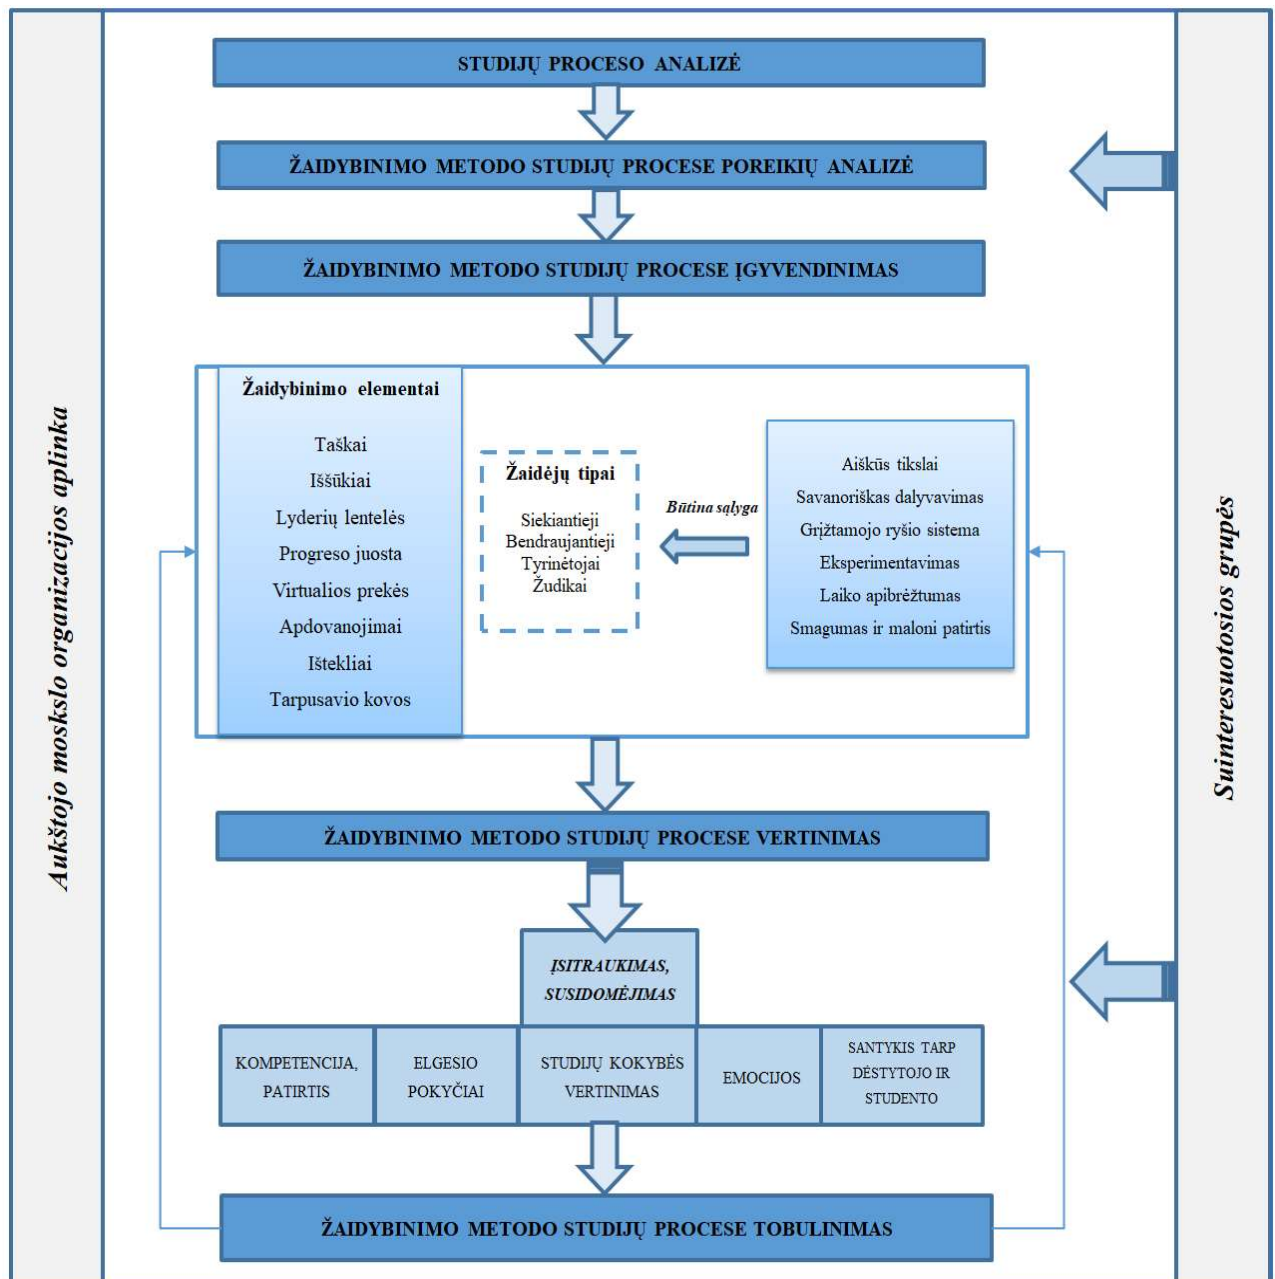 STUDIJŲ PROCESO ANALIZĖ
ŽAIDYBINIMO METODO STUDIJŲ PROCESE POREIKIŲ ANALIZĖ
ŽAIDYBINIMO METODO STUDIJŲ PROCESE ĮGYVENDINIMAS
Aukštojo moskslo organizacijos aplinka
Žaidybinimo elementai
Taškai
Iššūkiai
Lyderių lentelės
Progreso juosta
Virtualios prekės
Apdovanojimai
Ištekliai
Tarpusavio kovos
Žaidėjų tipai
Siekiantieji
Bendraujantieji
Tyrinėtojai
Žudikai
Būtina sąlyga
Aiškūs tikslai
Savanoriškas dalyvavimas
Grįžtamojo ryšio sistema
Eksperimentavimas
Laiko apibrėžtumas
Smagumas ir maloni patirtis
Suinteresuotosios grupės
ŽAIDYBINIMO METODO STUDIJŲ PROCESE VERTINIMAS
ĮSITRAUKIMAS,
SUSIDOMĖJIMAS
KOMPETENCIJA,
PATIRTIS
ELGESIO
POKYČIAI
STUDIJŲ KOKYBĖS
VERTINIMAS
EMOCIJOS
SANTYKIS TARP
DĖSTYTOJO IR
STUDENTO
ŽAIDYBINIMO METODO STUDIJŲ PROCESE TOBULINIMAS